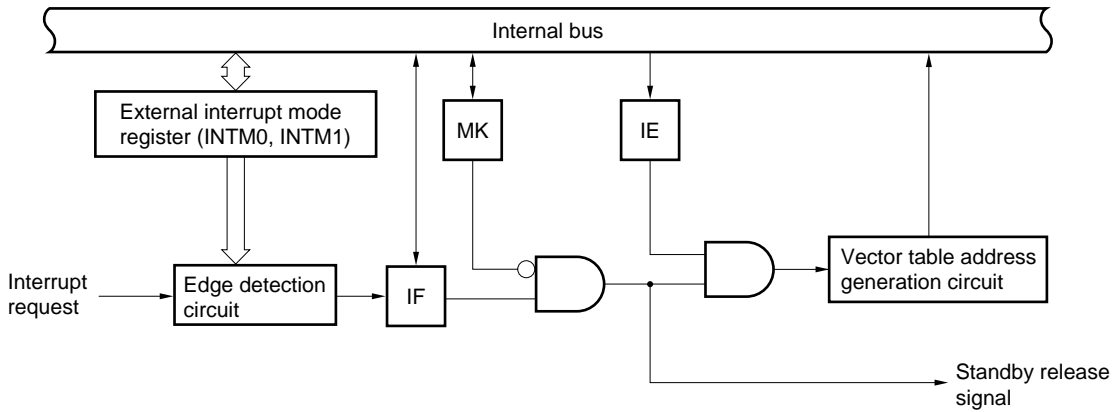 Internal bus
External interrupt mode
register (INTM0, INTM1)
MK
IE
Interrupt
request
Edge detection
circuit
IF
Vector table address
generation circuit
Standby release
signal